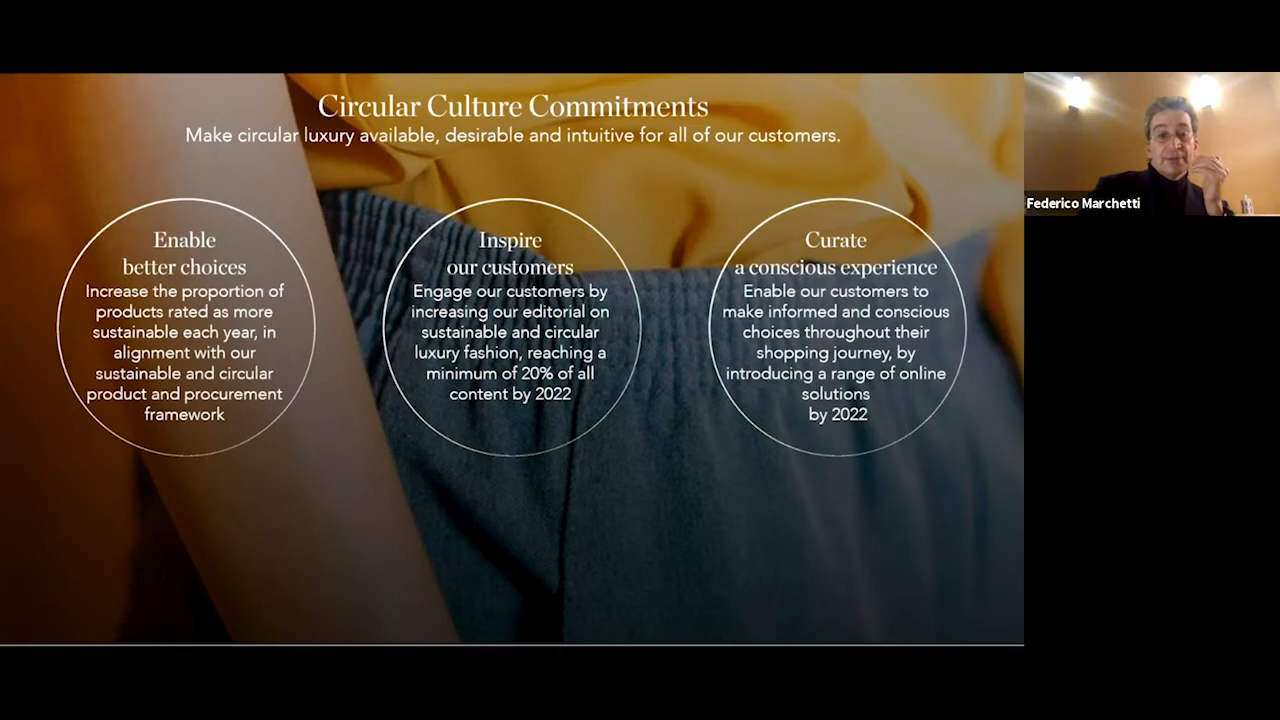 Circular Culture Commitments
Make circular luxury available, desirable and intuitive for all of our customers.
Enable
better choices
Increase the proportion of
products rated as more
sustainable each year, in
alignment with our
sustainable and circular
product and procurement
framework
Inspire
our customers
Engage our customers by
increasing our editorial on
sustainable and circular
luxury fashion, reaching a
minimum of 20% of all
content by 2022
Curate
a conscious experience
Enable our customers to
make informed and conscious
choices throughout their
shopping journey, by
introducing a range of online
solutions
by 2022
Federico Marchetti